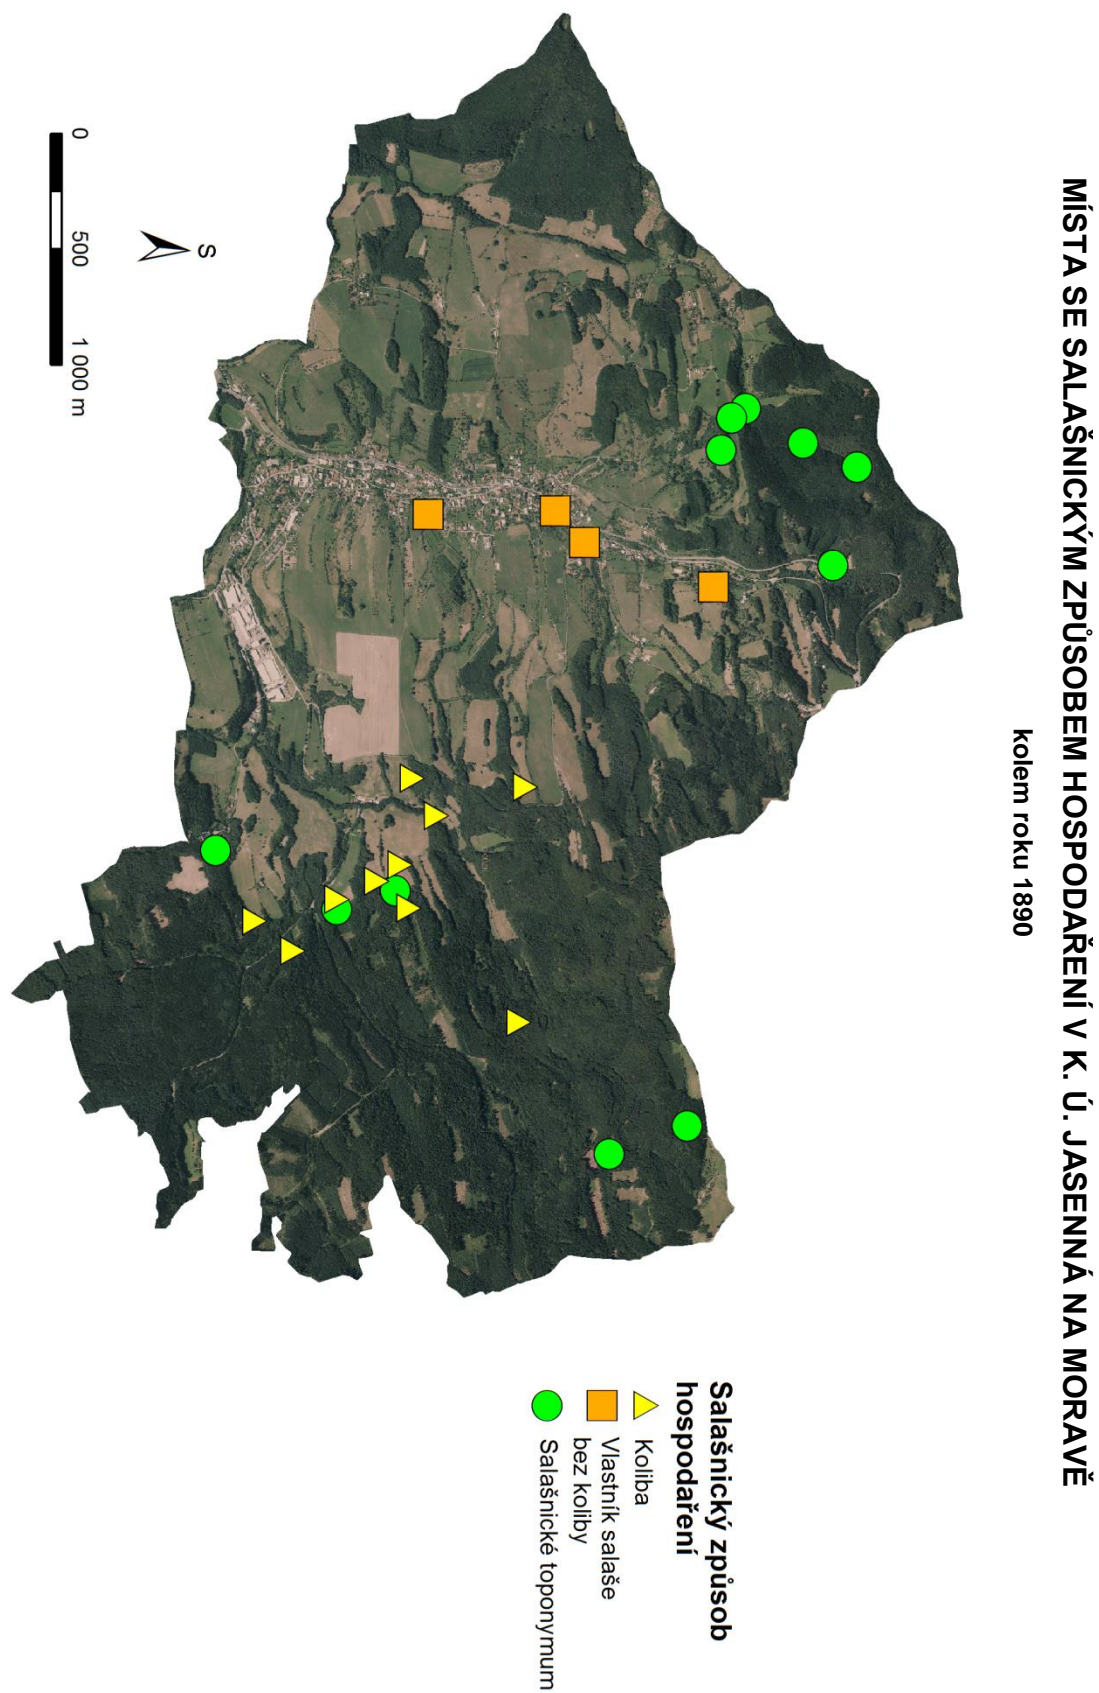 MÍSTA SE SALAŠNICKÝM ZPŮSOBEM HOSPODAŘENÍ V K. Ú. JASENNÁ NA MORAVĚ
kolem roku 1890
S
0 500 1 000 m
Salašnický způsob
hospodaření
Koliba
Vlastník salaše
bez koliby
Salašnické toponymum